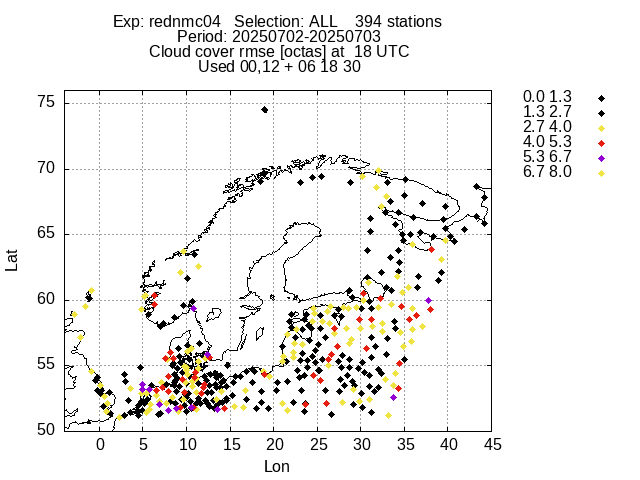 Exp: rednmc04 Selection: ALL 394 stations
Period: 20250702-20250703
Cloud cover rmse [octas] at 18 UTC
Used 00,12 + 06 18 30
0.0 1.3
1.3 2.7
2.7 4.0
4.0 5.3
5.3 6.7
6.7 8.0
75
70
65
60
55
50
Lat
0 5 10 15 20 25 30 35 40 45
Lon